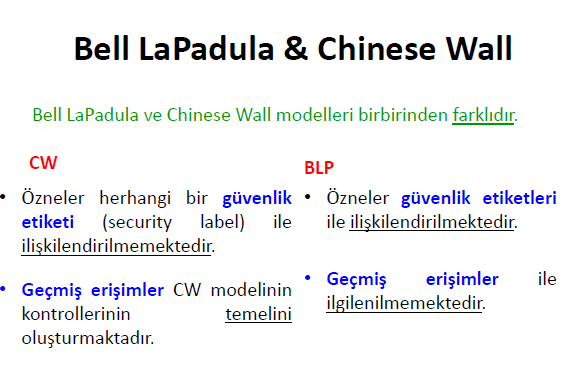 Bell LaPadula & Chinese Wall
Bell LaPadula ve Chinese Wall modelleri birbirinden farklıdır.
CW
• Özneler herhangi bir güvenlik
etiketi (security label) ile
ilişkilendirilmemektedir.
• Geçmiş erişimler CW modelinin
kontrollerinin temelini
oluşturmaktadır.
BLP
• Özneler güvenlik etiketleri
ile ilişkilendirilmektedir.
• Geçmiş erişimler ile
ilgilenilmemektedir.